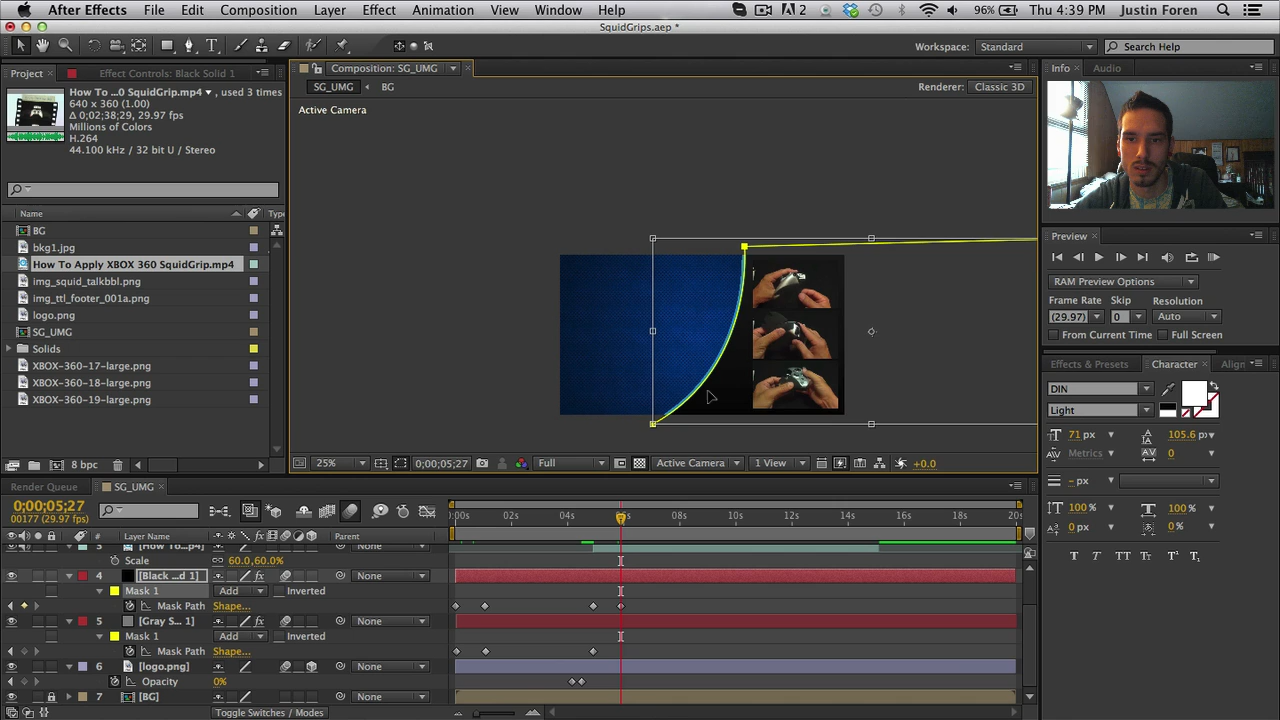 After Effects File Edit Composition Layer Effect Animation View Window Help 2 96% Thu 4:39 PM Justin Foren
SquidGrips.aep *
Workspace: Standard Search Help
Project Effect Controls: Black Solid 1
Composition: SG_UMG
Info Audio
SG_UMG BG
Renderer: Classic 3D
How To ...0 SquidGrip.mp4 , used 3 times
640 x 360 (1.00)
Δ 0;02;38;29, 29.97 fps
Millions of Colors
H.264
44.100 kHz / 32 bit U / Stereo
Active Camera
Name Type
BG
bkg1.jpg
How To Apply XBOX 360 SquidGrip.mp4
img_squid_talkbbl.png
img_ttl_footer_001a.png
logo.png
SG_UMG
Solids
XBOX-360-17-large.png
XBOX-360-18-large.png
XBOX-360-19-large.png
8 bpc
25% 0;00;05;27 Full Active Camera 1 View +0.0
Preview
RAM Preview Options
Frame Rate Skip Resolution
(29.97) 0 Auto
From Current Time Full Screen
Effects & Presets Character Align
DIN
Light
71 px 105.6 px
Metrics 0
- px
100% 100%
0 px 0%
T T TT Tr T¹ T₁
Render Queue SG_UMG
0;00;05;27
00177 (29.97 fps)
:00s 02s 04s 06s 08s 10s 12s 14s 16s 18s 20s
# Layer Name Parent
3 [How To...mp4] None
Scale 60.0,60.0%
4 [Black ...d 1] None
Mask 1 Add Inverted
Mask Path Shape...
5 [Gray S... 1] None
Mask 1 Add Inverted
Mask Path Shape...
6 [logo.png] None
Opacity 0%
7 [BG] None
Toggle Switches / Modes